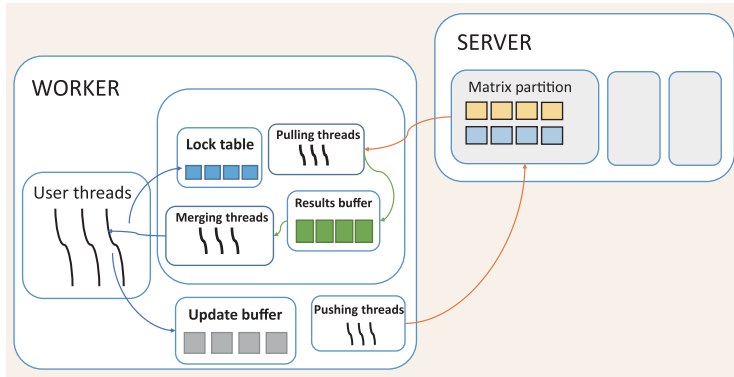 SERVER
Matrix partition
WORKER
Lock table
Pulling threads
User threads
Merging threads
Results buffer
Update buffer
Pushing threads